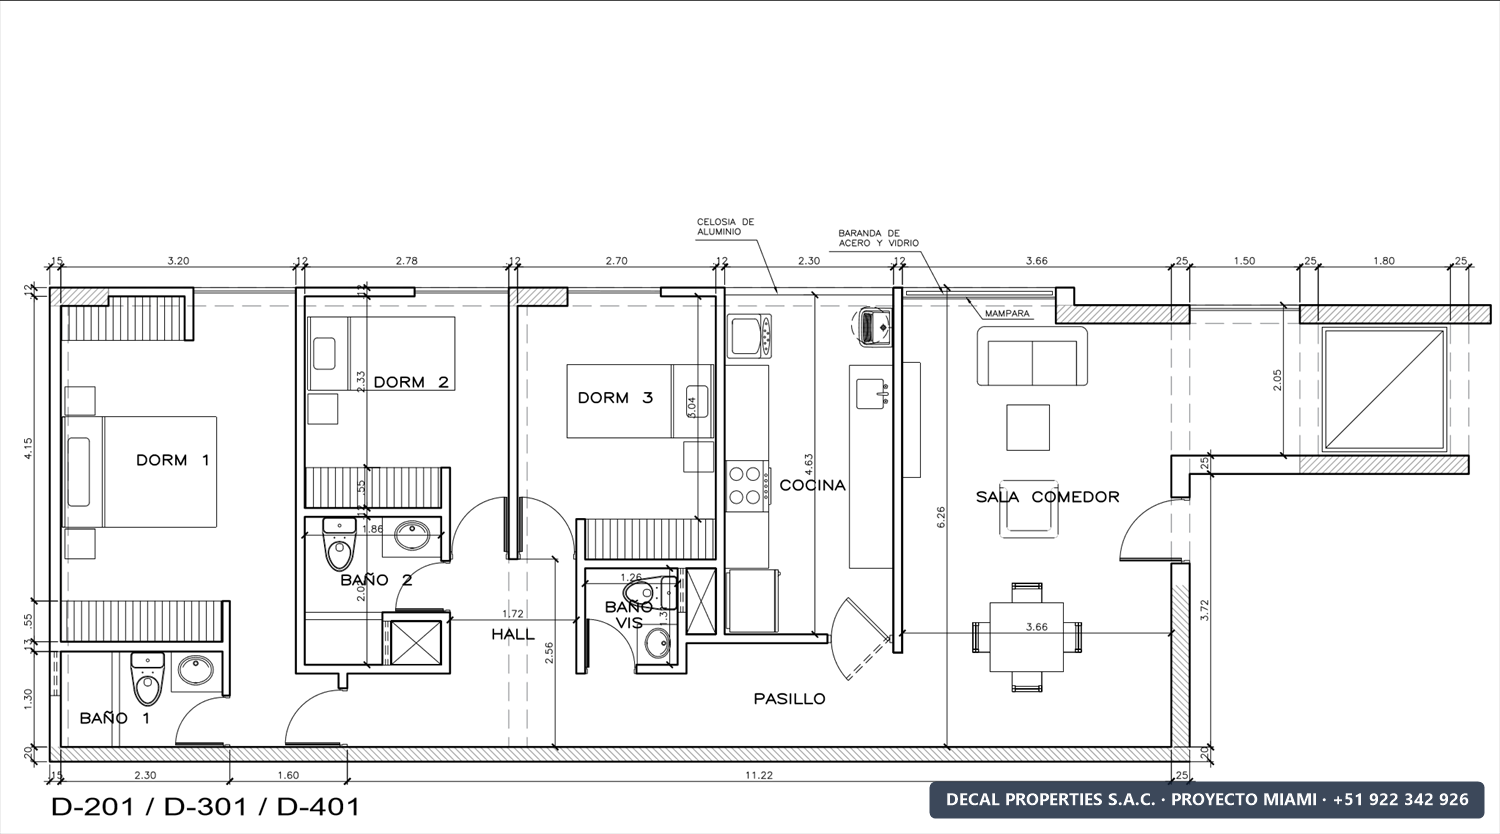 CELOSIA DE
ALUMINIO
BARANDA DE
ACERO Y VIDRIO
.15
3.20
.12
2.78
.12
2.70
.12
2.30
.12
3.66
.25
1.50
.25
1.80
.25
.12
.12
MAMPARA
DORM 1
DORM 2
DORM 3
2.33
3.04
2.05
4.15
4.63
COCINA
SALA COMEDOR
.25
.55
.12
6.26
1.86
BAÑO 2
1.26
BAÑO
VIS
1.72
HALL
2.56
3.66
3.72
.55
.13
1.30
BAÑO 1
PASILLO
.20
.20
.15
2.30
1.60
11.22
.25
D-201 / D-301 / D-401
DECAL PROPERTIES S.A.C. · PROYECTO MIAMI · +51 922 342 926